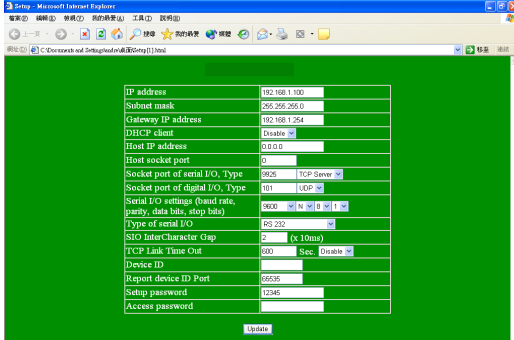 Setup - Microsoft Internet Explorer
檔案(F) 編輯(E) 檢視(V) 我的最愛(A) 工具(T) 說明(H)
上一頁 搜尋 我的最愛 媒體
網址(D) C:\Documents and Settings\andrew\桌面\Setup[1].html 移至 連結
IP address 192.168.1.100
Subnet mask 255.255.255.0
Gateway IP address 192.168.1.254
DHCP client Disable
Host IP address 0.0.0.0
Host socket port 0
Socket port of serial I/O, Type 9925 TCP Server
Socket port of digital I/O, Type 101 UDP
Serial I/O settings (baud rate, parity, data bits, stop bits) 9600 N 8 1
Type of serial I/O RS 232
SIO InterCharacter Gap 2 (x 10ms)
TCP Link Time Out 600 Sec. Disable
Device ID
Report device ID Port 65535
Setup password 12345
Access password
Update